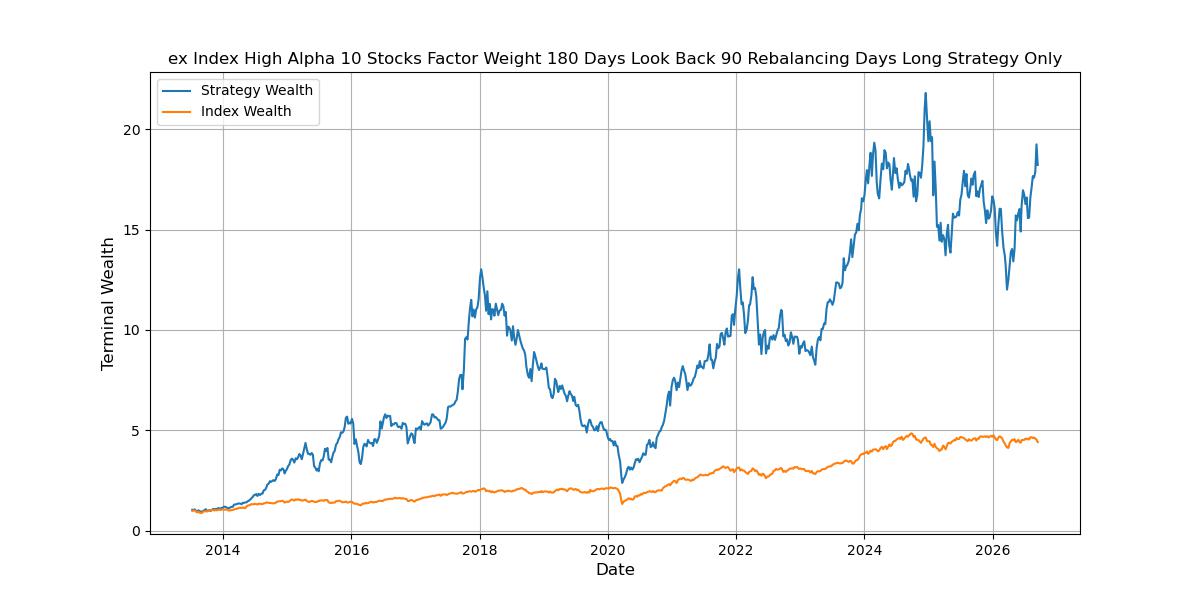 ex Index High Alpha 10 Stocks Factor Weight 180 Days Look Back 90 Rebalancing Days Long Strategy Only
Strategy Wealth
Index Wealth
20
15
10
5
0
Terminal Wealth
2014 2016 2018 2020 2022 2024 2026
Date